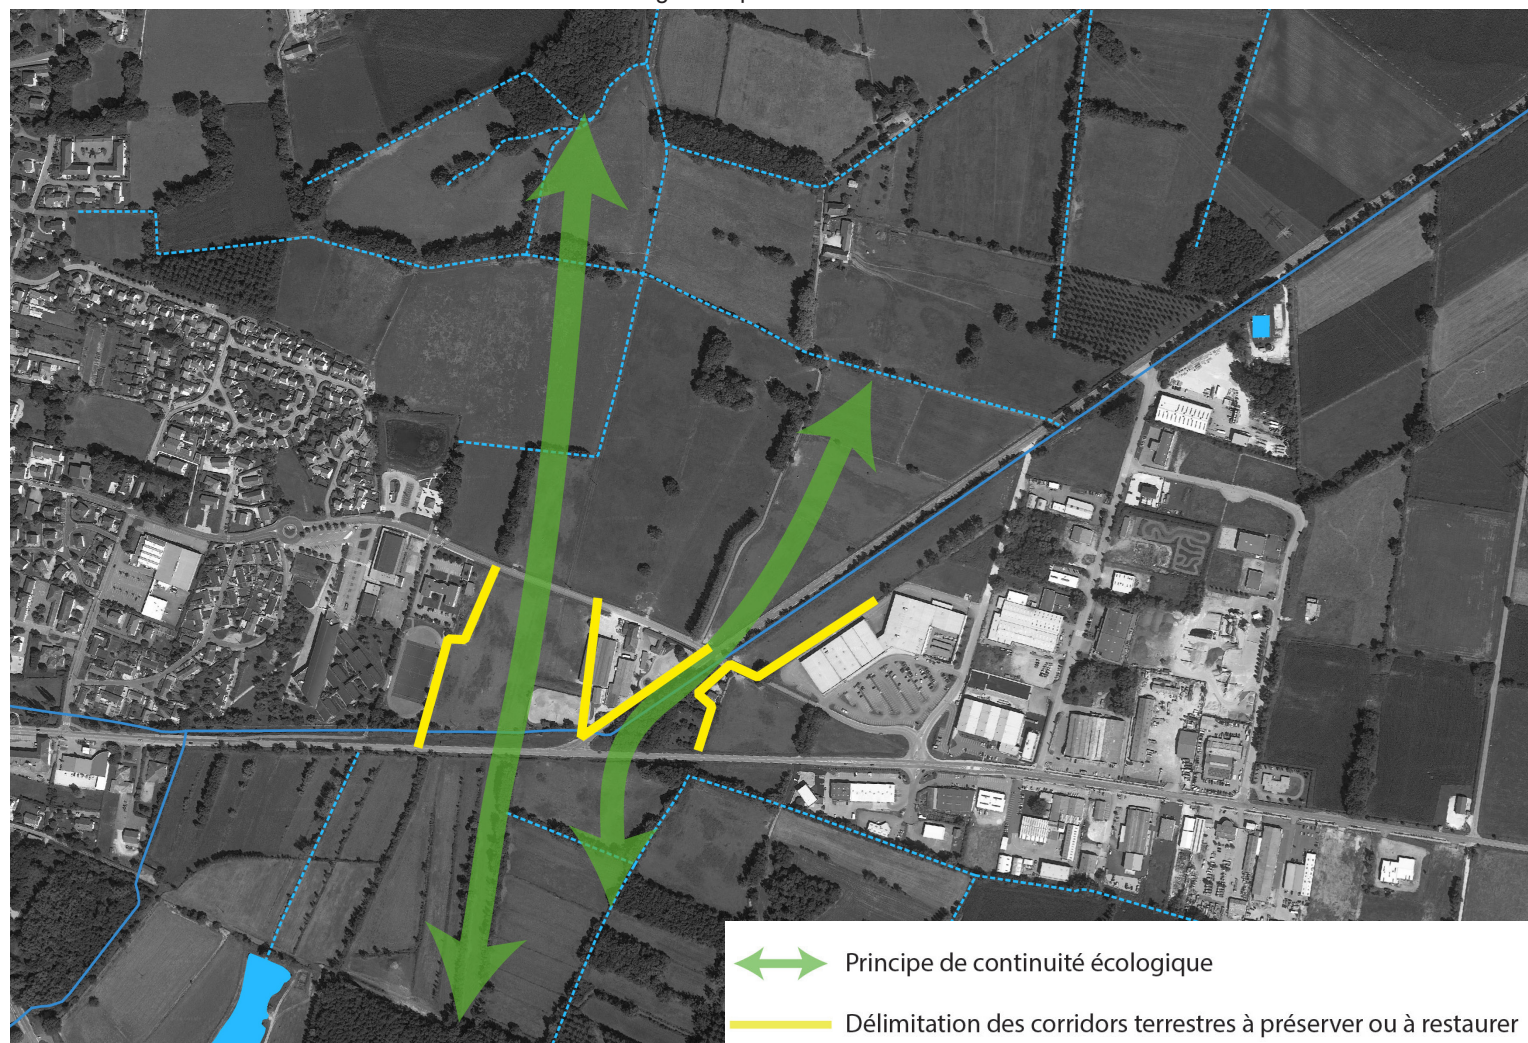 Principe de continuité écologique
Délimitation des corridors terrestres à préserver ou à restaurer